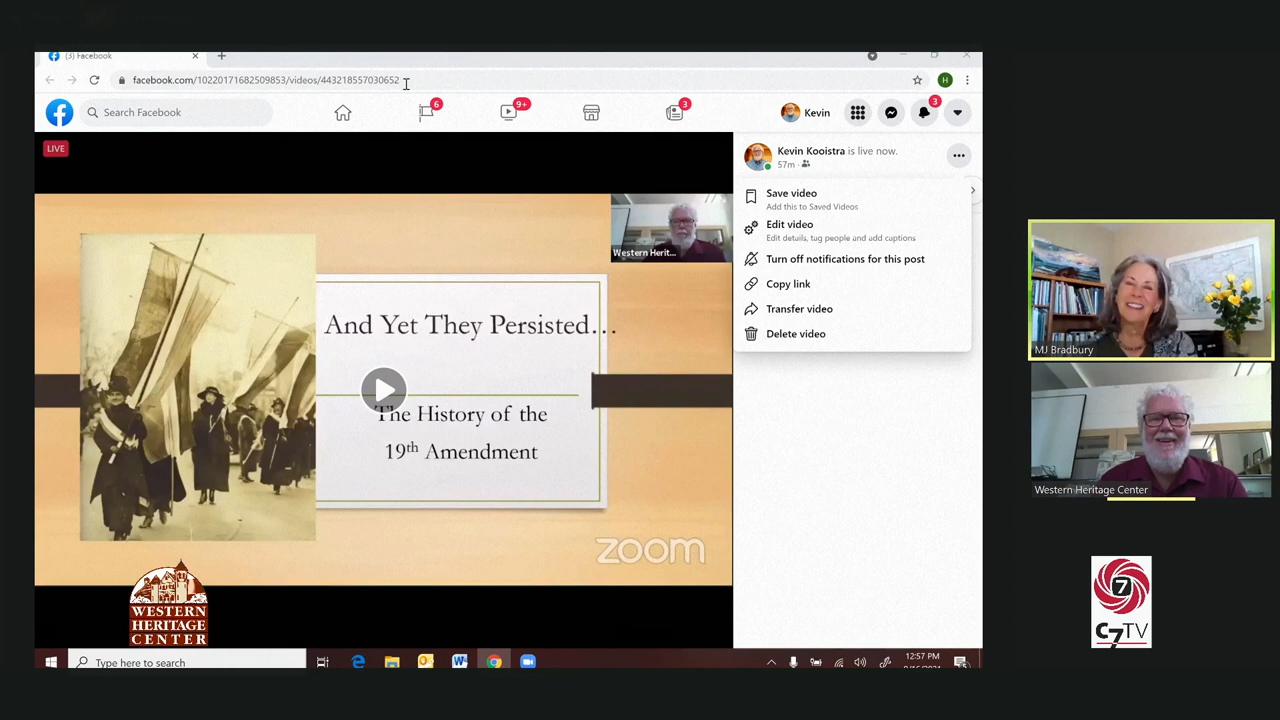 (3) Facebook
facebook.com/10220171682509853/videos/443218557030652
H
Search Facebook
6
9+
3
Kevin
3
LIVE
Kevin Kooistra is live now.
57m
Save video
Add this to Saved Videos
Edit video
Edit details, tag people and add captions
Turn off notifications for this post
Copy link
Transfer video
Delete video
Western Herit...
And Yet They Persisted...
The History of the
19th Amendment
zoom
WESTERN
HERITAGE
CENTER
MJ Bradbury
Western Heritage Center
7
C7TV
Type here to search
12:57 PM